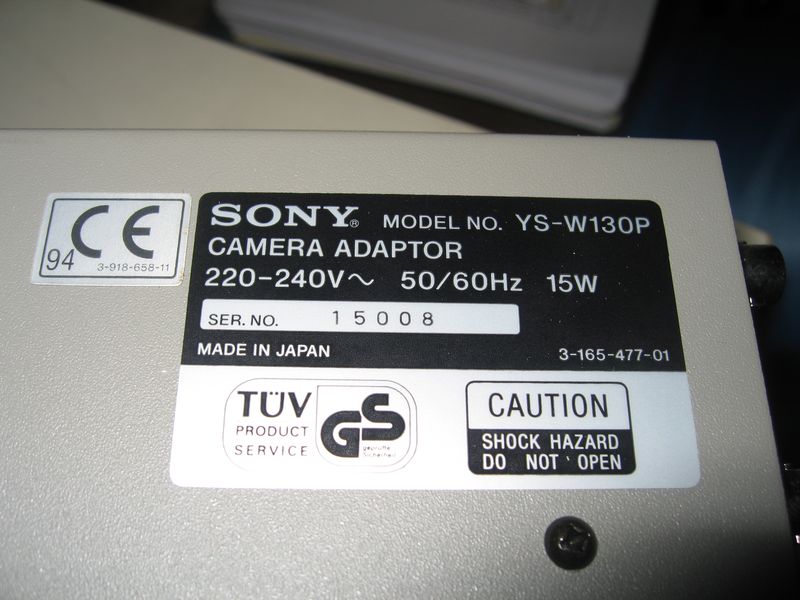 CE
94
3-918-658-11
SONY® MODEL NO. YS-W130P
CAMERA ADAPTOR
220-240V～ 50/60Hz 15W
SER. NO. 15008
MADE IN JAPAN 3-165-477-01
TÜV
PRODUCT
SERVICE
GS
geprüfte
Sicherheit
CAUTION
SHOCK HAZARD
DO NOT OPEN